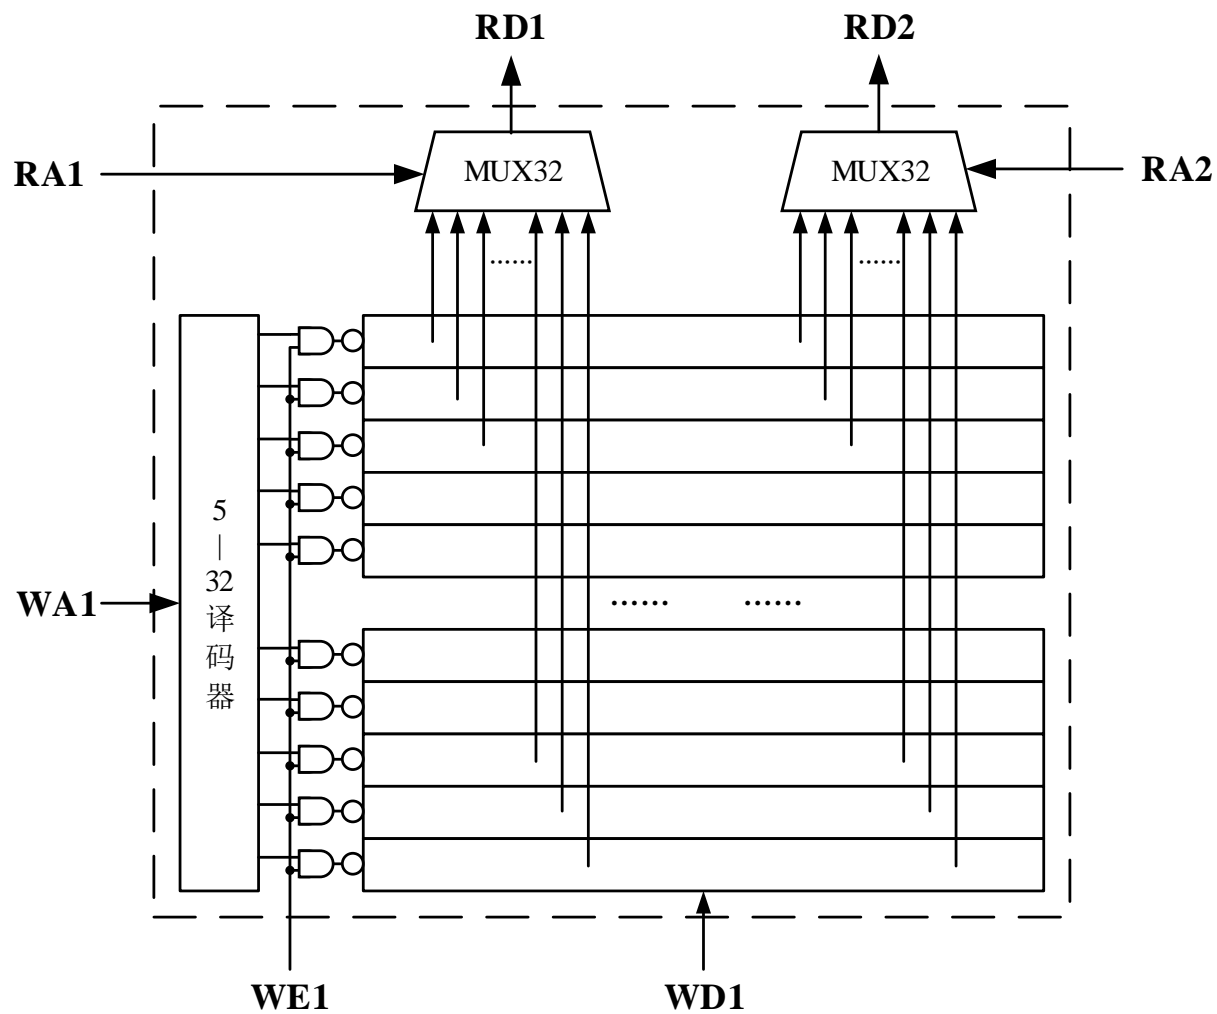 RD1
RD2
RA1
MUX32
MUX32
RA2
......
......
5
—
32
译
码
器
WA1
......
......
WE1
WD1